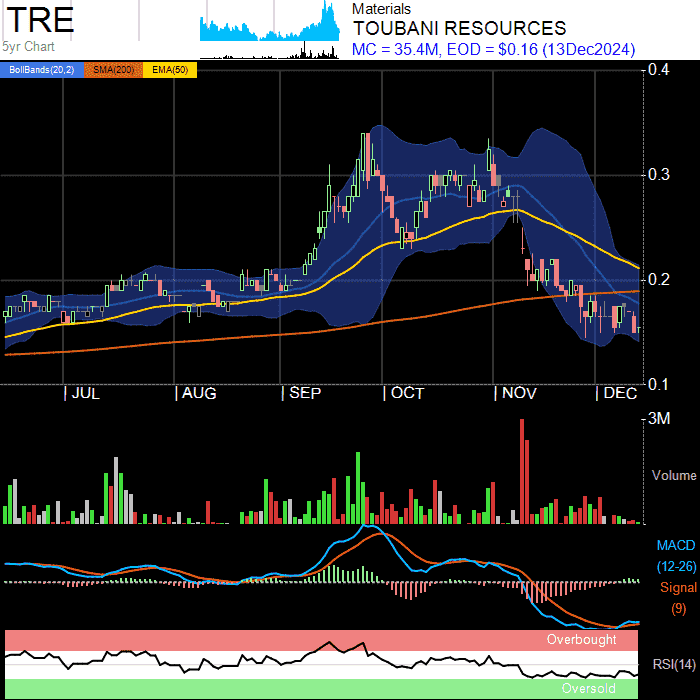 TRE
5yr Chart
Materials
TOUBANI RESOURCES
MC = 35.4M, EOD = $0.16 (13Dec2024)
BollBands(20,2) SMA(200) EMA(50)
0.4
0.3
0.2
0.1
JUL AUG SEP OCT NOV DEC
3M
Volume
MACD
(12-26)
Signal
(9)
Overbought
RSI(14)
Oversold